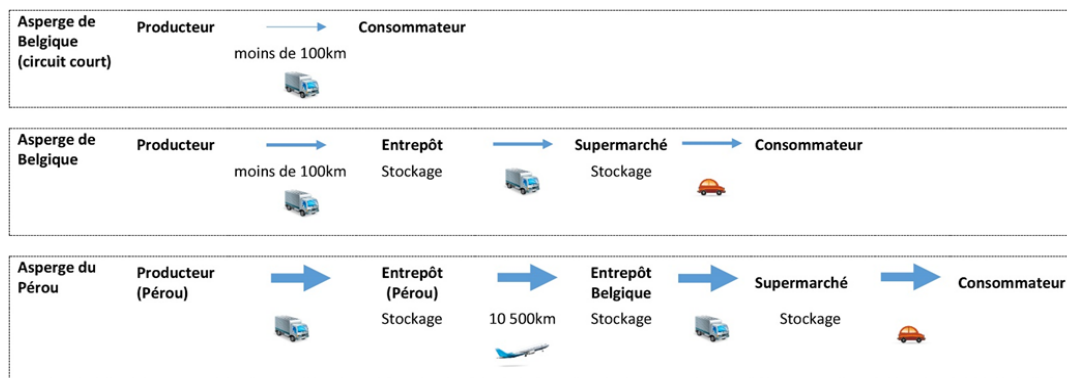 Asperge de Belgique (circuit court)
Producteur
Consommateur
moins de 100km
Asperge de Belgique
Producteur
Entrepôt
Supermarché
Consommateur
moins de 100km
Stockage
Stockage
Asperge du Pérou
Producteur (Pérou)
Entrepôt (Pérou)
Entrepôt Belgique
Supermarché
Consommateur
Stockage
10 500km
Stockage
Stockage